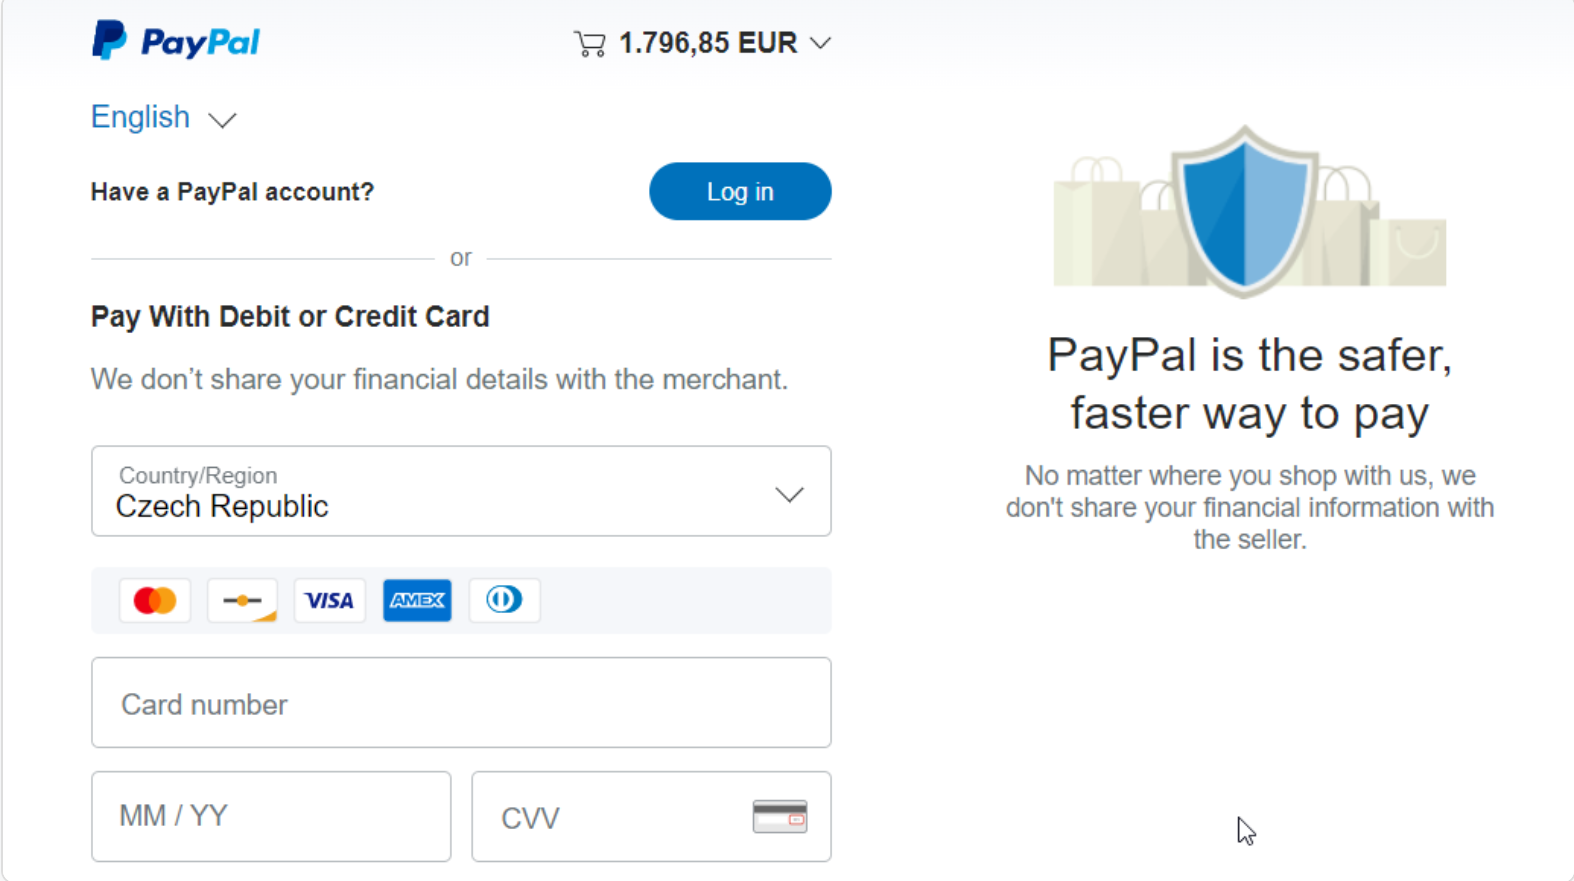 PayPal
1.796,85 EUR
English
Have a PayPal account?
Log in
or
Pay With Debit or Credit Card
We don’t share your financial details with the merchant.
Country/Region
Czech Republic
VISA
AMEX
Card number
MM / YY
CVV
PayPal is the safer,
faster way to pay
No matter where you shop with us, we
don't share your financial information with
the seller.